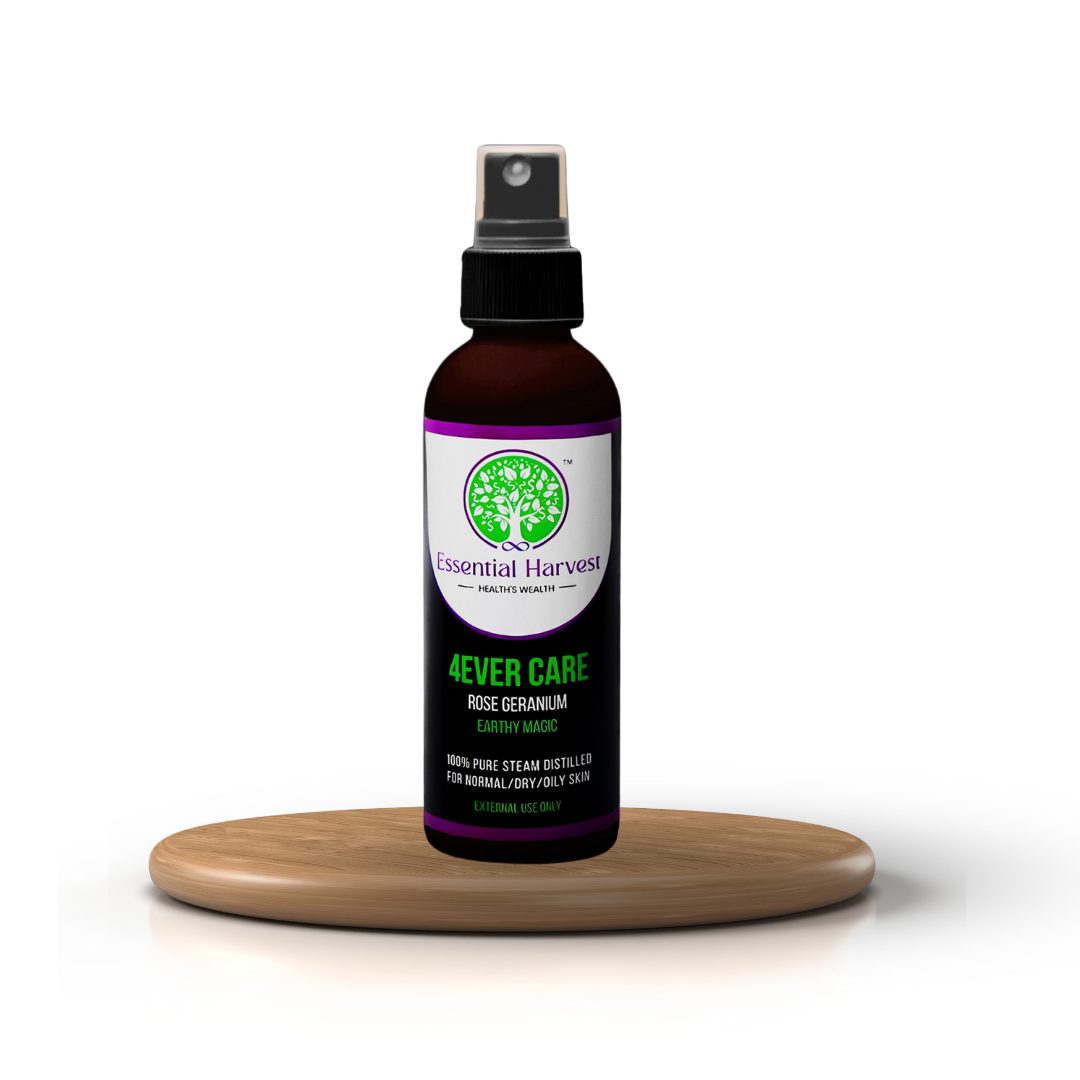 TM
Essential Harvest
HEALTH'S WEALTH
4EVER CARE
ROSE GERANIUM
EARTHY MAGIC
100% PURE STEAM DISTILLED
FOR NORMAL/DRY/OILY SKIN
EXTERNAL USE ONLY